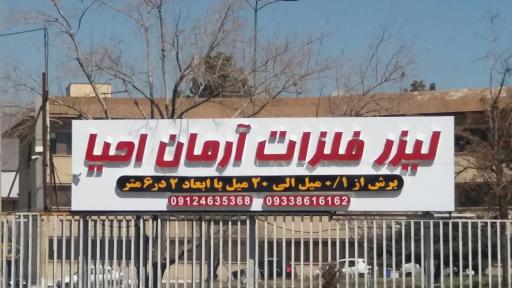 لیزر فلزات آرمان احیا
برش از ۰/۱ میل الی ۲۰ میل با ابعاد ۲ در ۶ متر
09124635368 09338616162